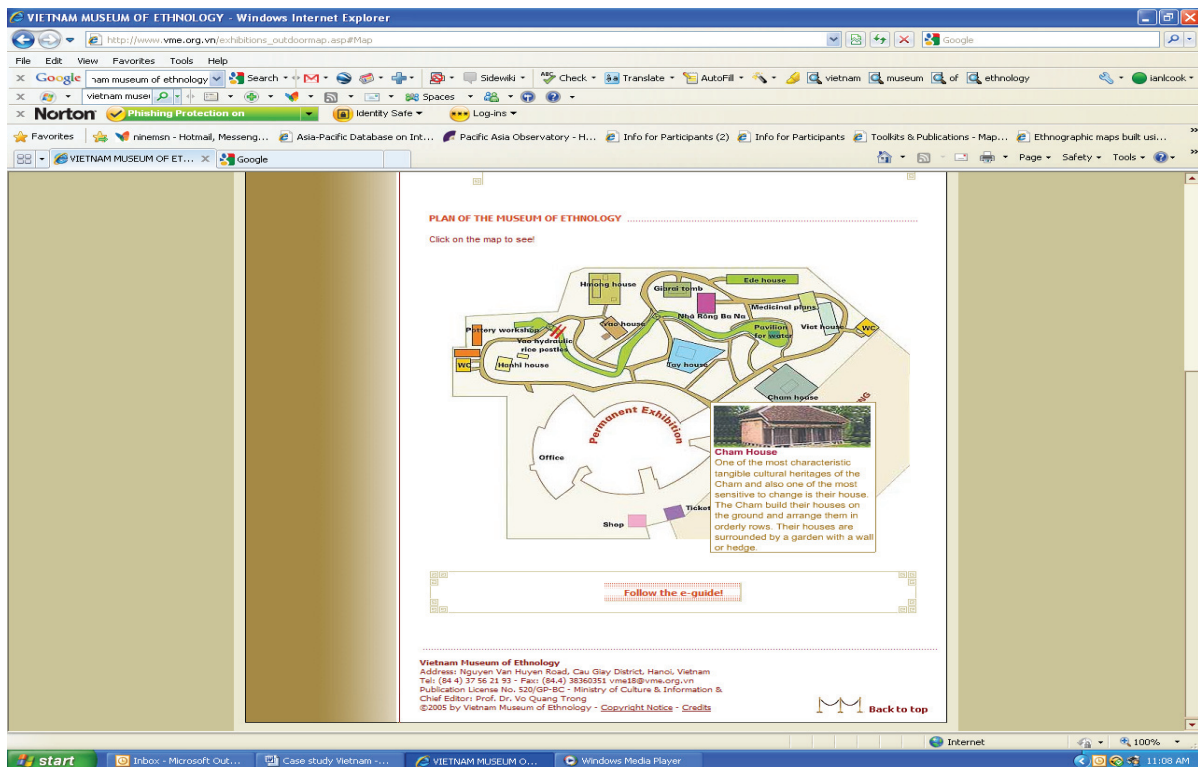 VIETNAM MUSEUM OF ETHNOLOGY - Windows Internet Explorer
http://www.vme.org.vn/exhibitions_outdoormap.asp#Map
Google
File Edit View Favorites Tools Help
x Google nam museum of ethnology Search Sidewiki Check Translate AutoFill vietnam museum of ethnology ianlcook
x vietnam muse Spaces
x Norton Phishing Protection on Identity Safe Log-ins
Favorites ninemsn - Hotmail, Messeng... Asia-Pacific Database on Int... Pacific Asia Observatory - H... Info for Participants (2) Info for Participants Toolkits & Publications - Map... Ethnographic maps built usi...
VIETNAM MUSEUM OF ET... Google Page Safety Tools
PLAN OF THE MUSEUM OF ETHNOLOGY
Click on the map to see!
Hmong house
Giarai tomb
Ede house
Nhà Rông Ba Na
Medicinal plans
Pottery workshop
Yao house
Pavilion for water
Viet house
WC
Yao hydraulic rice pestles
WC
Hanhi house
Tay house
Cham house
NG
Permanent Exhibition
Office
Shop
Ticket
Cham House
One of the most characteristic
tangible cultural heritages of the
Cham and also one of the most
sensitive to change is their house.
The Cham build their houses on
the ground and arrange them in
orderly rows. Their houses are
surrounded by a garden with a wall
or hedge.
Follow the e-guide!
Vietnam Museum of Ethnology
Address: Nguyen Van Huyen Road, Cau Giay District, Hanoi, Vietnam
Tel: (84 4) 37 56 21 93 - Fax: (84.4) 38360351 vme18@vme.org.vn
Publication License No. 520/GP-BC - Ministry of Culture & Information &
Chief Editor: Prof. Dr. Vo Quang Trong
©2005 by Vietnam Museum of Ethnology - Copyright Notice - Credits
Back to top
Internet 100%
start Inbox - Microsoft Out... Case study Vietnam -... VIETNAM MUSEUM O... Windows Media Player 11:08 AM